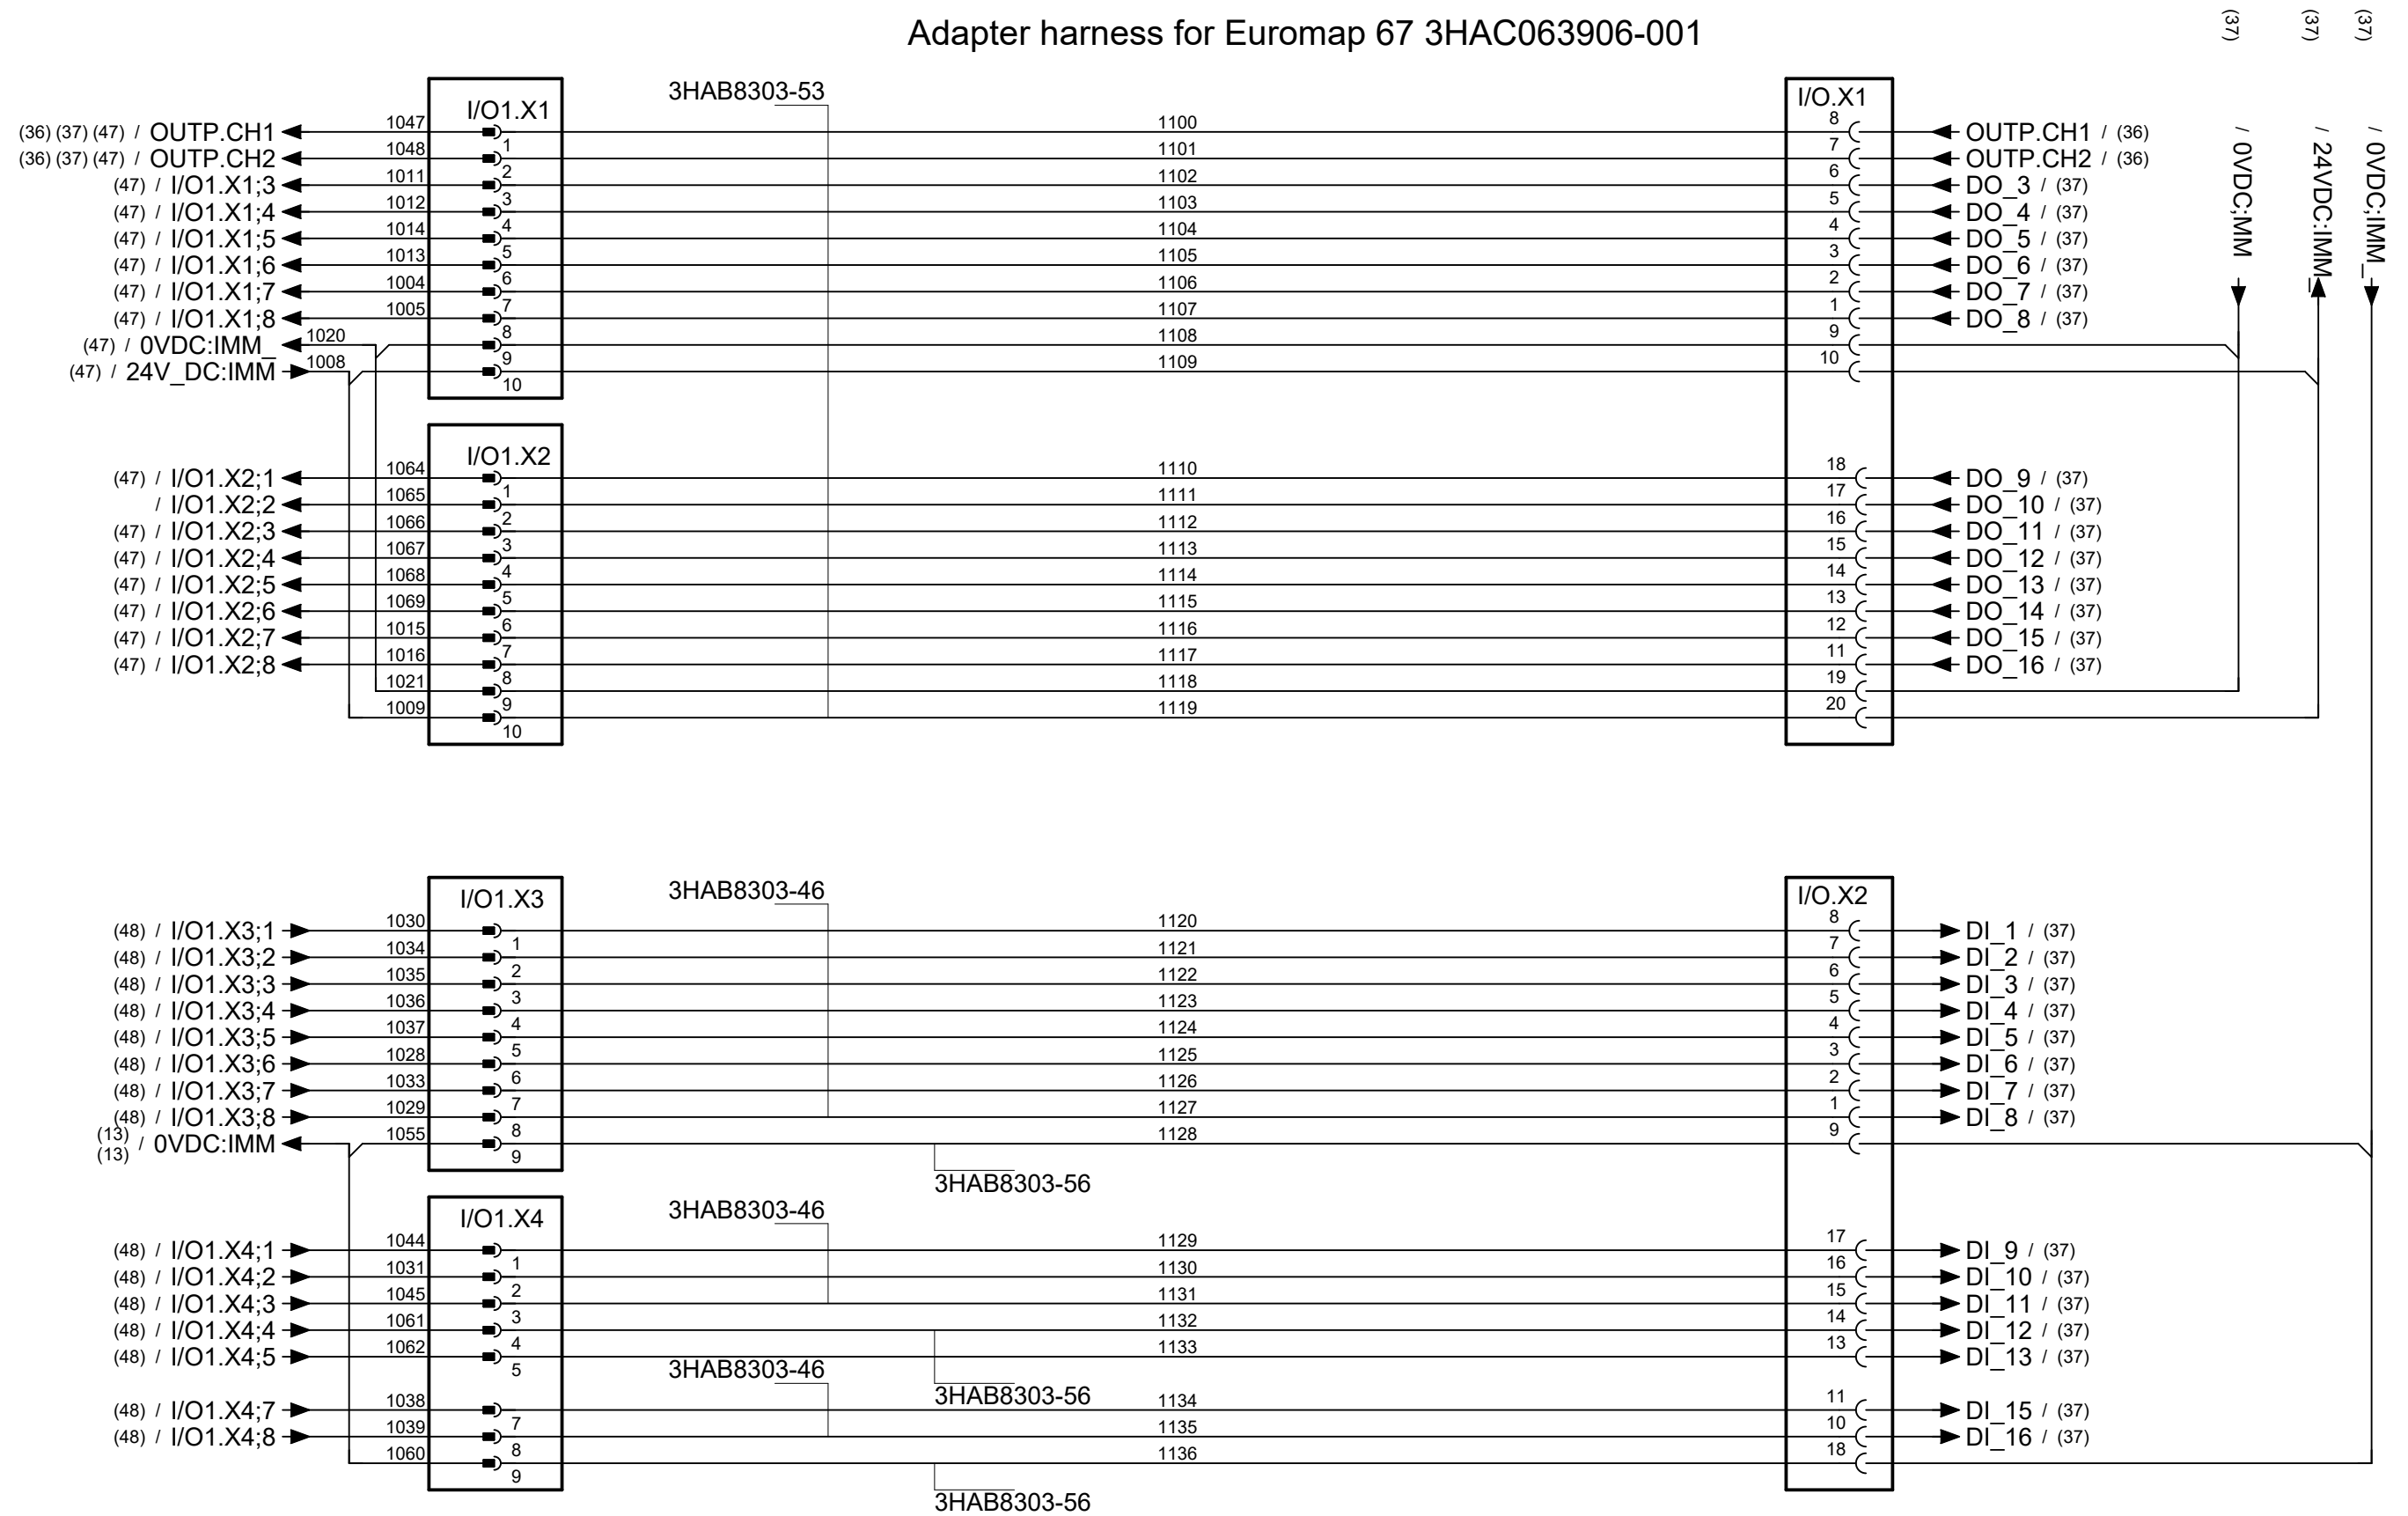 Adapter harness for Euromap 67 3HAC063906-001
(37) (37) (37)
I/O1.X1 3HAB8303-53 I/O.X1
(36) (37) (47) / OUTP.CH1 1047 1 1100 8 OUTP.CH1 / (36)
(36) (37) (47) / OUTP.CH2 1048 2 1101 7 OUTP.CH2 / (36)
(47) / I/O1.X1;3 1011 3 1102 6 DO_3 / (37)
(47) / I/O1.X1;4 1012 4 1103 5 DO_4 / (37)
(47) / I/O1.X1;5 1014 5 1104 4 DO_5 / (37)
(47) / I/O1.X1;6 1013 6 1105 3 DO_6 / (37)
(47) / I/O1.X1;7 1004 7 1106 2 DO_7 / (37)
(47) / I/O1.X1;8 1005 8 1107 1 DO_8 / (37)
(47) / 0VDC:IMM_ 1020 9 1108 9
(47) / 24V_DC:IMM 1008 10 1109 10
/ 0VDC;MM
/ 24VDC:IMM_
/ 0VDC;IMM_
I/O1.X2
(47) / I/O1.X2;1 1064 1 1110 18 DO_9 / (37)
/ I/O1.X2;2 1065 2 1111 17 DO_10 / (37)
(47) / I/O1.X2;3 1066 3 1112 16 DO_11 / (37)
(47) / I/O1.X2;4 1067 4 1113 15 DO_12 / (37)
(47) / I/O1.X2;5 1068 5 1114 14 DO_13 / (37)
(47) / I/O1.X2;6 1069 6 1115 13 DO_14 / (37)
(47) / I/O1.X2;7 1015 7 1116 12 DO_15 / (37)
(47) / I/O1.X2;8 1016 8 1117 11 DO_16 / (37)
1021 9 1118 19
1009 10 1119 20
I/O1.X3 3HAB8303-46 I/O.X2
(48) / I/O1.X3;1 1030 1 1120 8 DI_1 / (37)
(48) / I/O1.X3;2 1034 2 1121 7 DI_2 / (37)
(48) / I/O1.X3;3 1035 3 1122 6 DI_3 / (37)
(48) / I/O1.X3;4 1036 4 1123 5 DI_4 / (37)
(48) / I/O1.X3;5 1037 5 1124 4 DI_5 / (37)
(48) / I/O1.X3;6 1028 6 1125 3 DI_6 / (37)
(48) / I/O1.X3;7 1033 7 1126 2 DI_7 / (37)
(48) / I/O1.X3;8 1029 8 1127 1 DI_8 / (37)
(13) (13) / 0VDC:IMM 1055 9 1128 9
3HAB8303-56
I/O1.X4 3HAB8303-46
(48) / I/O1.X4;1 1044 1 1129 17 DI_9 / (37)
(48) / I/O1.X4;2 1031 2 1130 16 DI_10 / (37)
(48) / I/O1.X4;3 1045 3 1131 15 DI_11 / (37)
(48) / I/O1.X4;4 1061 4 1132 14 DI_12 / (37)
(48) / I/O1.X4;5 1062 5 1133 13 DI_13 / (37)
3HAB8303-46
3HAB8303-56
(48) / I/O1.X4;7 1038 7 1134 11 DI_15 / (37)
(48) / I/O1.X4;8 1039 8 1135 10 DI_16 / (37)
1060 9 1136 18
3HAB8303-56